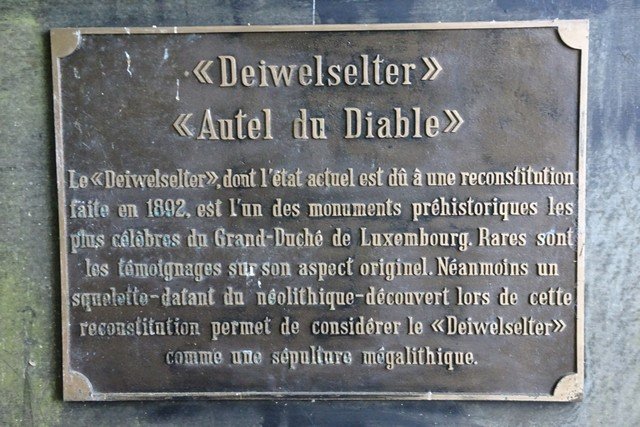 «Deiwelselter»
«Autel du Diable»
Le «Deiwelselter», dont l'état actuel est dû à une reconstitution
faite en 1892, est l'un des monuments préhistoriques les
plus célèbres du Grand-Duché de Luxembourg. Rares sont
les témoignages sur son aspect originel. Néanmoins un
squelette-datant du néolithique-découvert lors de cette
reconstitution permet de considérer le «Deiwelselter»
comme une sépulture mégalithique.